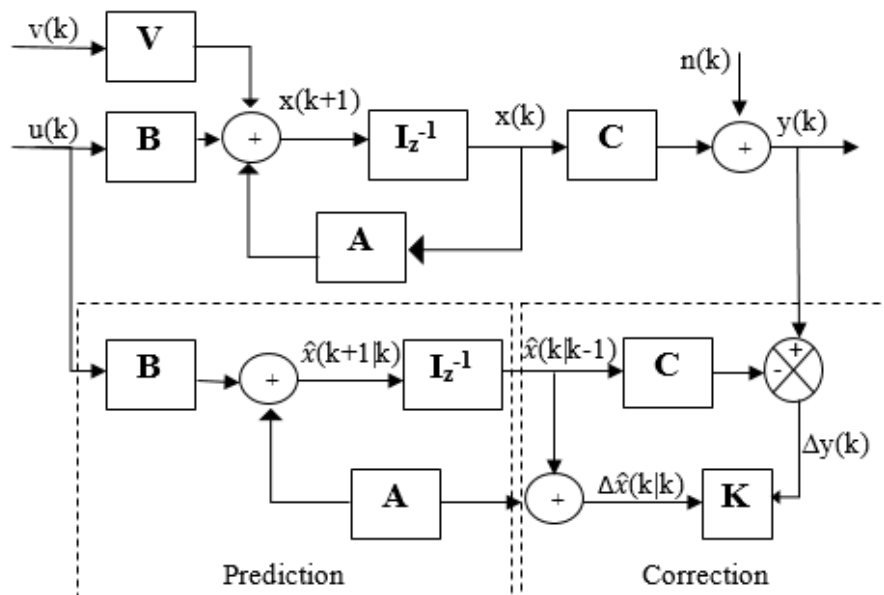 v(k)
V
n(k)
x(k+1)
x(k)
y(k)
u(k)
B
+
I_z⁻¹
C
+
A
B
+
x̂(k+1|k)
I_z⁻¹
x̂(k|k-1)
C
+
-
Δy(k)
A
+
Δx̂(k|k)
K
Prediction
Correction